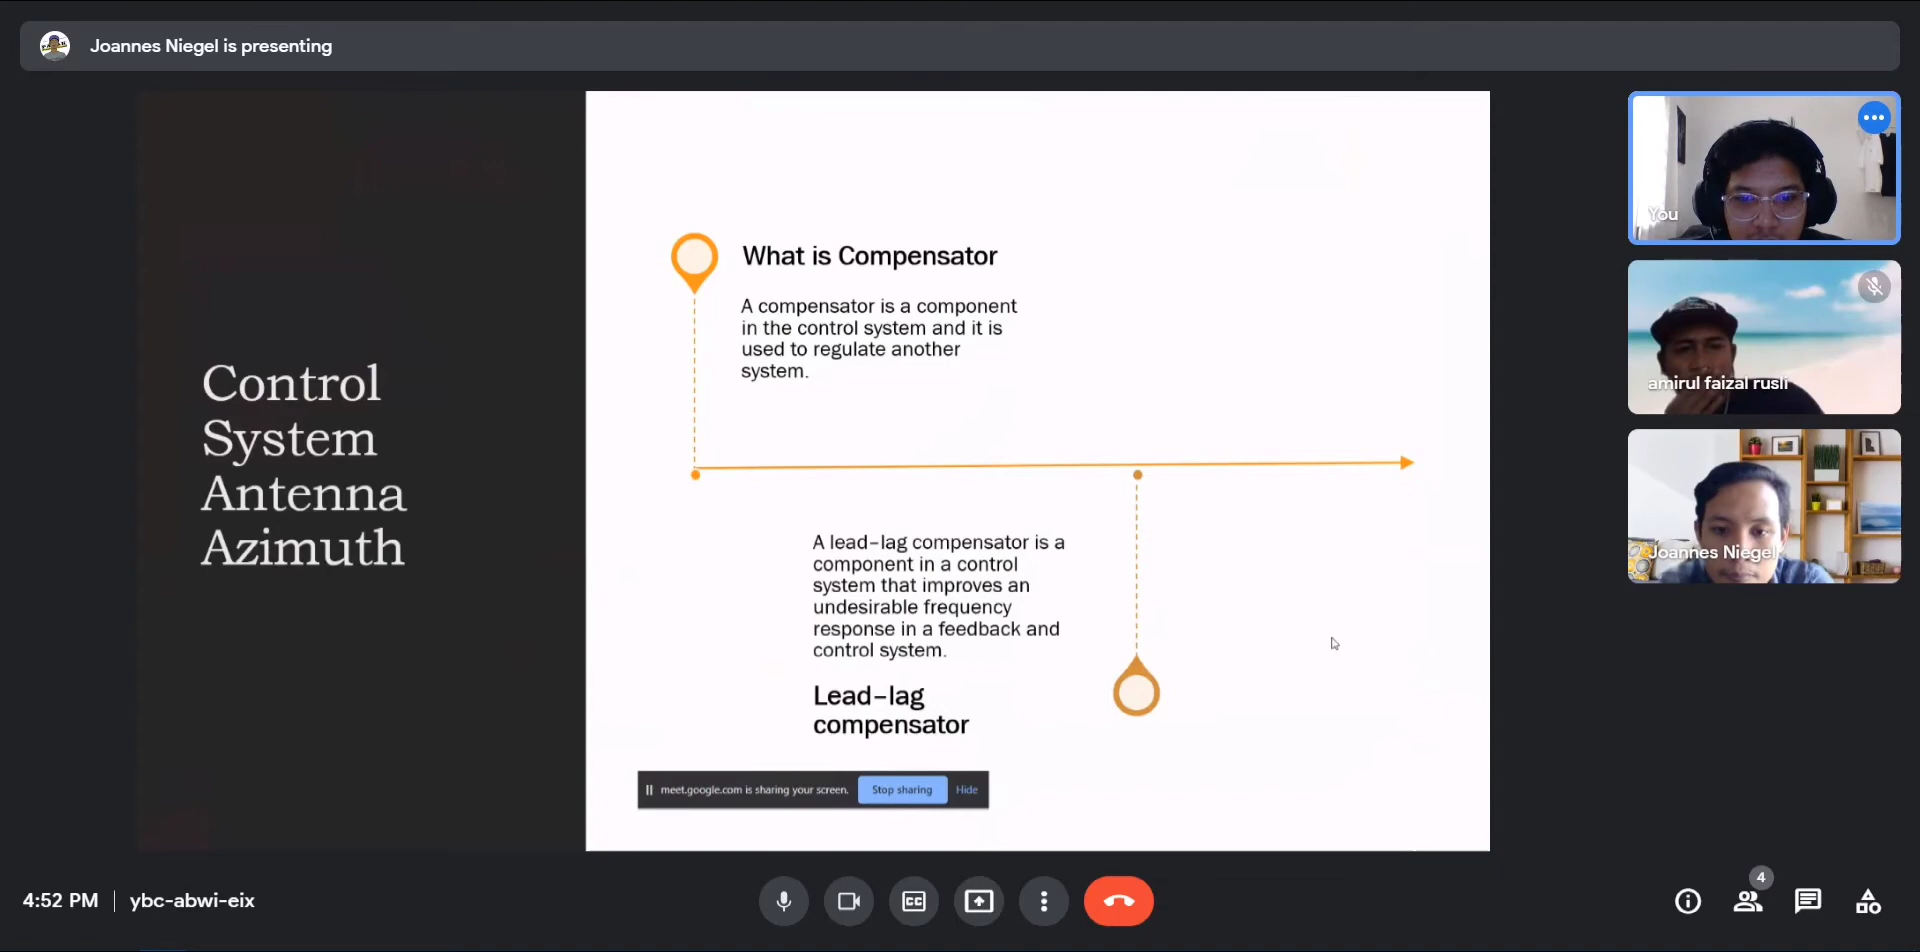 Joannes Niegel is presenting
Control
System
Antenna
Azimuth
What is Compensator
A compensator is a component
in the control system and it is
used to regulate another
system.
A lead-lag compensator is a
component in a control
system that improves an
undesirable frequency
response in a feedback and
control system.
Lead-lag
compensator
meet.google.com is sharing your screen. Stop sharing Hide
You
amirul faizal rusli
Joannes Niegel
4:52 PM | ybc-abwi-eix
CC
4